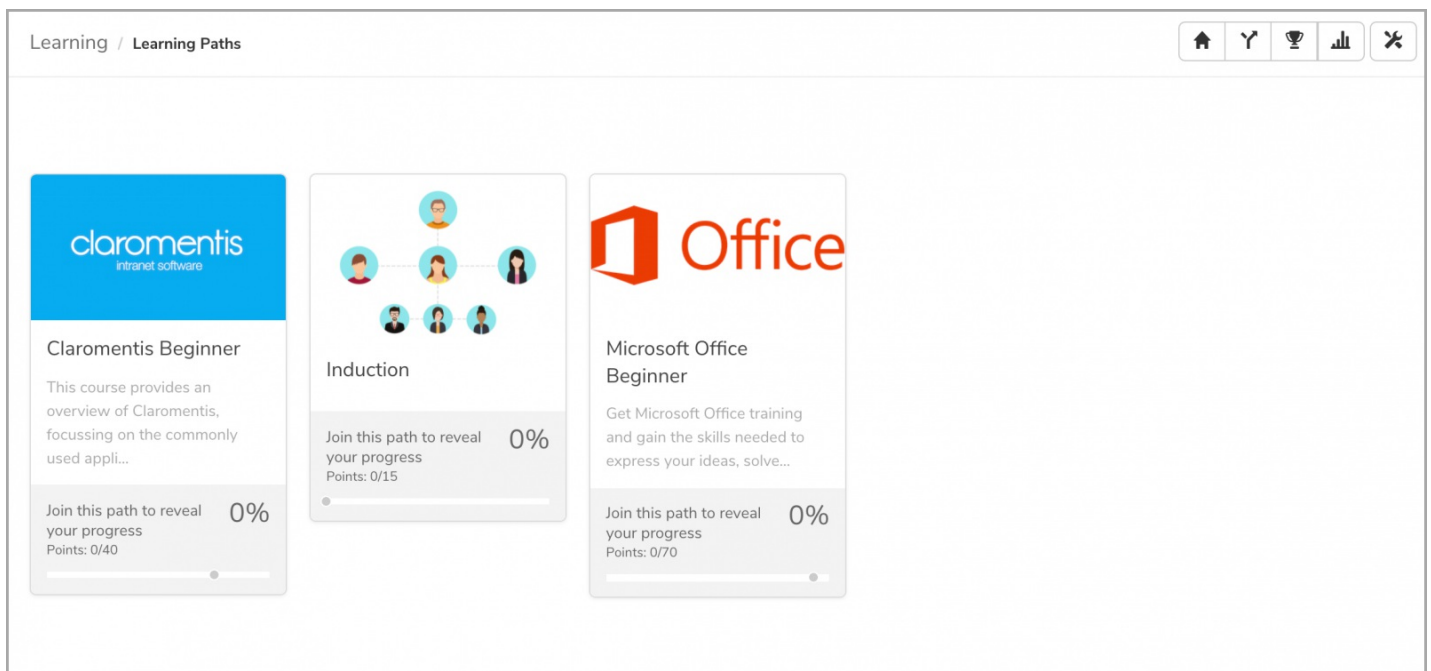 Learning / Learning Paths
claromentis
intranet software
Claromentis Beginner
This course provides an
overview of Claromentis,
focussing on the commonly
used appli...
Join this path to reveal
your progress
0%
Points: 0/40
Induction
Join this path to reveal
your progress
0%
Points: 0/15
Office
Microsoft Office
Beginner
Get Microsoft Office training
and gain the skills needed to
express your ideas, solve...
Join this path to reveal
your progress
0%
Points: 0/70